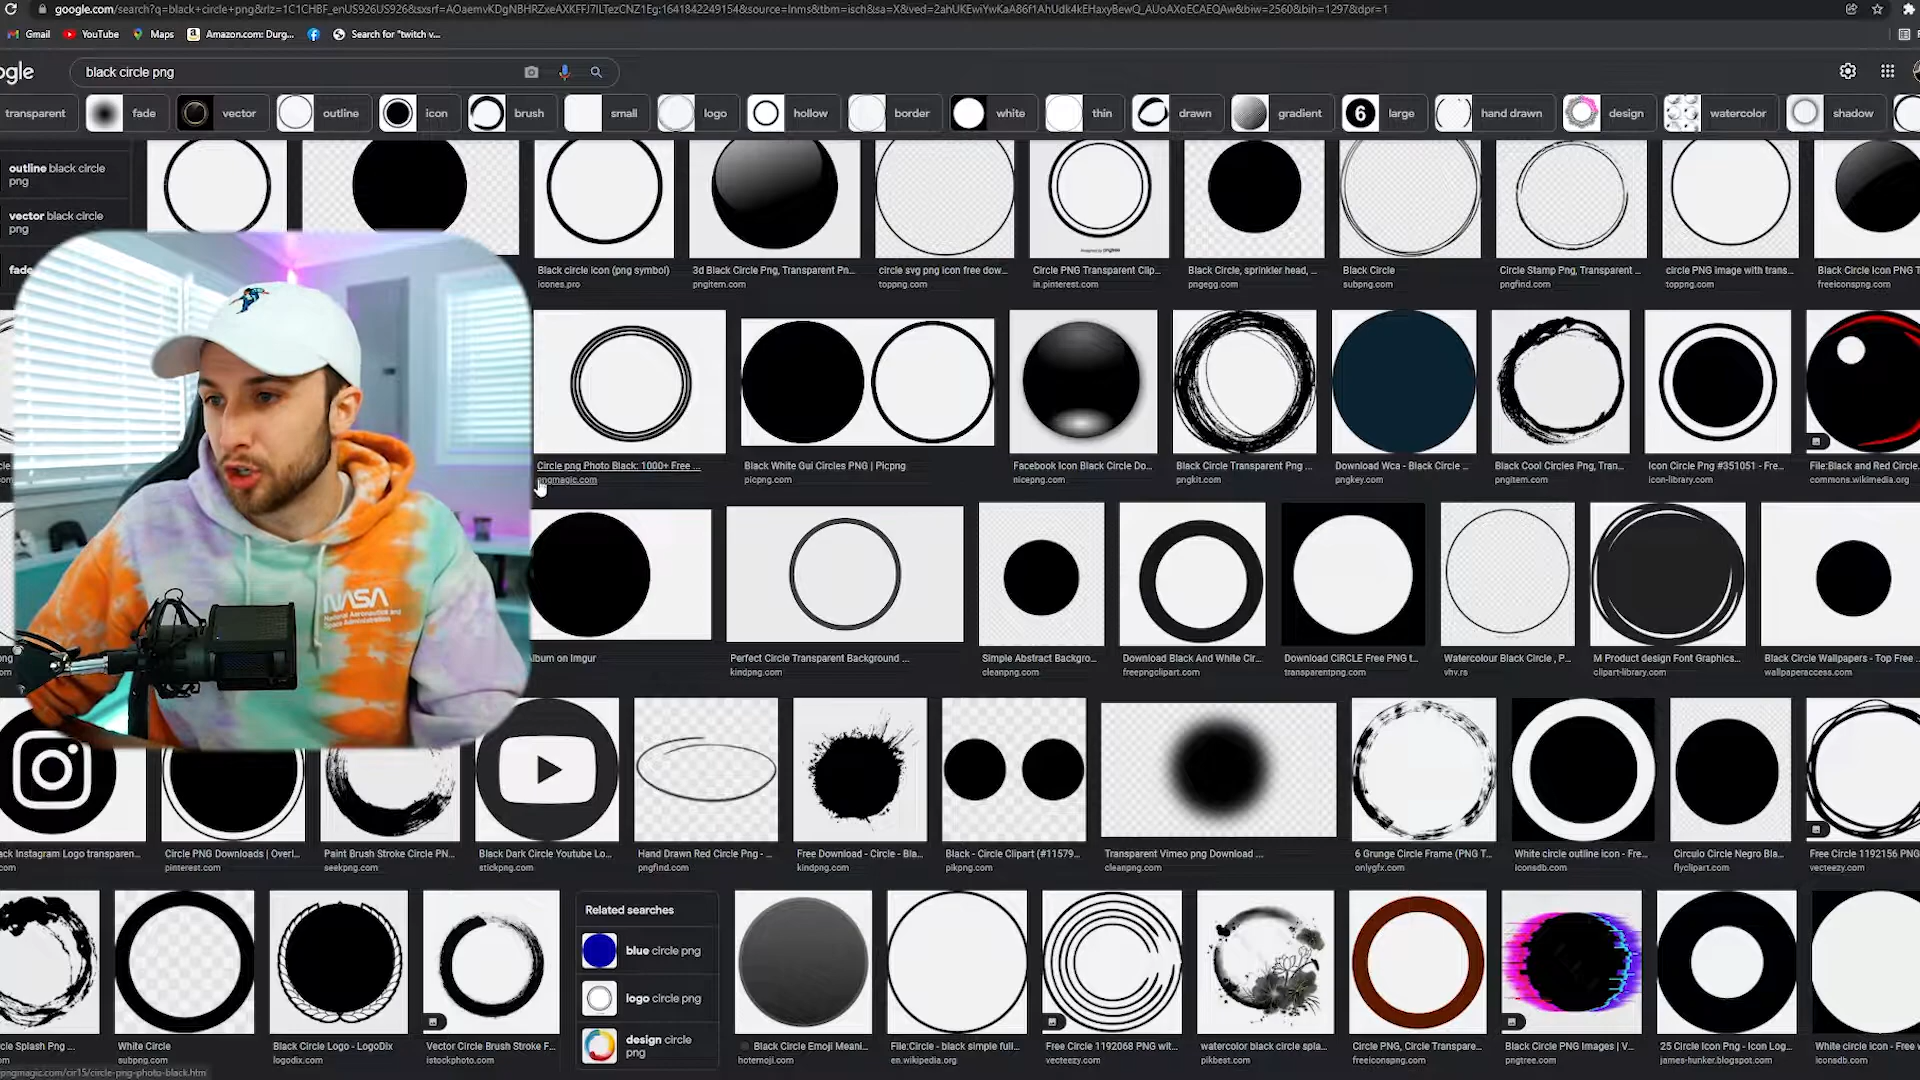 google.com/search?q=black+circle+png&rlz=1C1CHBF_enUS926US926&sxsrf=AOaemvKDgNBHRZxeAXKFFJ7ILTezCNZ1Eg:1641842249154&source=lnms&tbm=isch&sa=X&ved=2ahUKEwiYwKaA86f1AhUdk4kEHaxyBewQ_AUoAXoECAEQAw&biw=2560&bih=1297&dpr=1
Gmail YouTube Maps Amazon.com: Durg... Search for "twitch v...
ogle black circle png
transparent fade vector outline icon brush small logo hollow border white thin drawn gradient 6 large hand drawn design watercolor shadow
outline black circle
png
vector black circle
png
fade
Black circle icon (png symbol) 3d Black Circle Png, Transparent Pn... circle svg png icon free dow... Circle PNG Transparent Clip... Black Circle, sprinkler head, ... Black Circle Circle Stamp Png, Transparent ... circle PNG image with trans... Black Circle Icon PNG T
icones.pro pngitem.com toppng.com in.pinterest.com pngegg.com subpng.com pngfind.com toppng.com freeiconspng.com
Circle png Photo Black: 1000+ Free ... Black White Gui Circles PNG | Picpng Facebook Icon Black Circle Do... Black Circle Transparent Png ... Download Wca - Black Circle ... Black Cool Circles Png, Tran... Icon Circle Png #351051 - Fre... File:Black and Red Circle.
pngmagic.com picpng.com nicepng.com pngkit.com pngkey.com pngitem.com icon-library.com commons.wikimedia.org
NASA
National Aeronautics and
Space Administration
Album on Imgur Perfect Circle Transparent Background ... Simple Abstract Backgro... Download Black And White Cir... Download CiRCLE Free PNG t... Watercolour Black Circle , P... M Product design Font Graphics... Black Circle Wallpapers - Top Free ...
kindpng.com cleanpng.com freepngclipart.com transparentpng.com vhv.rs clipart-library.com wallpaperaccess.com
ack Instagram Logo transparen... Circle PNG Downloads | Overl... Paint Brush Stroke Circle PN... Black Dark Circle Youtube Lo... Hand Drawn Red Circle Png - ... Free Download - Circle - Bla... Black - Circle Clipart (#11579... Transparent Vimeo png Download ... 6 Grunge Circle Frame (PNG T... White circle outline icon - Fre... Circulo Circle Negro Bla... Free Circle 1192156 PNG
.com pinterest.com seekpng.com stickpng.com pngfind.com kindpng.com pikpng.com cleanpng.com onlygfx.com iconsdb.com flyclipart.com vecteezy.com
Related searches
blue circle png
logo circle png
design circle
png
cle Splash Png ... White Circle Black Circle Logo - LogoDix Vector Circle Brush Stroke F... Black Circle Emoji Meani... File:Circle - black simple full... Free Circle 1192068 PNG wit... watercolor black circle spla... Circle PNG, Circle Transpare... Black Circle PNG Images | V... 25 Circle Icon Png - Icon Log... White circle icon - Free w
om subpng.com logodix.com istockphoto.com hotemoji.com en.wikipedia.org vecteezy.com pikbest.com freeiconspng.com pngtree.com james-hunker.blogspot.com iconsdb.com
pngmagic.com/cir15/circle-png-photo-black.htm